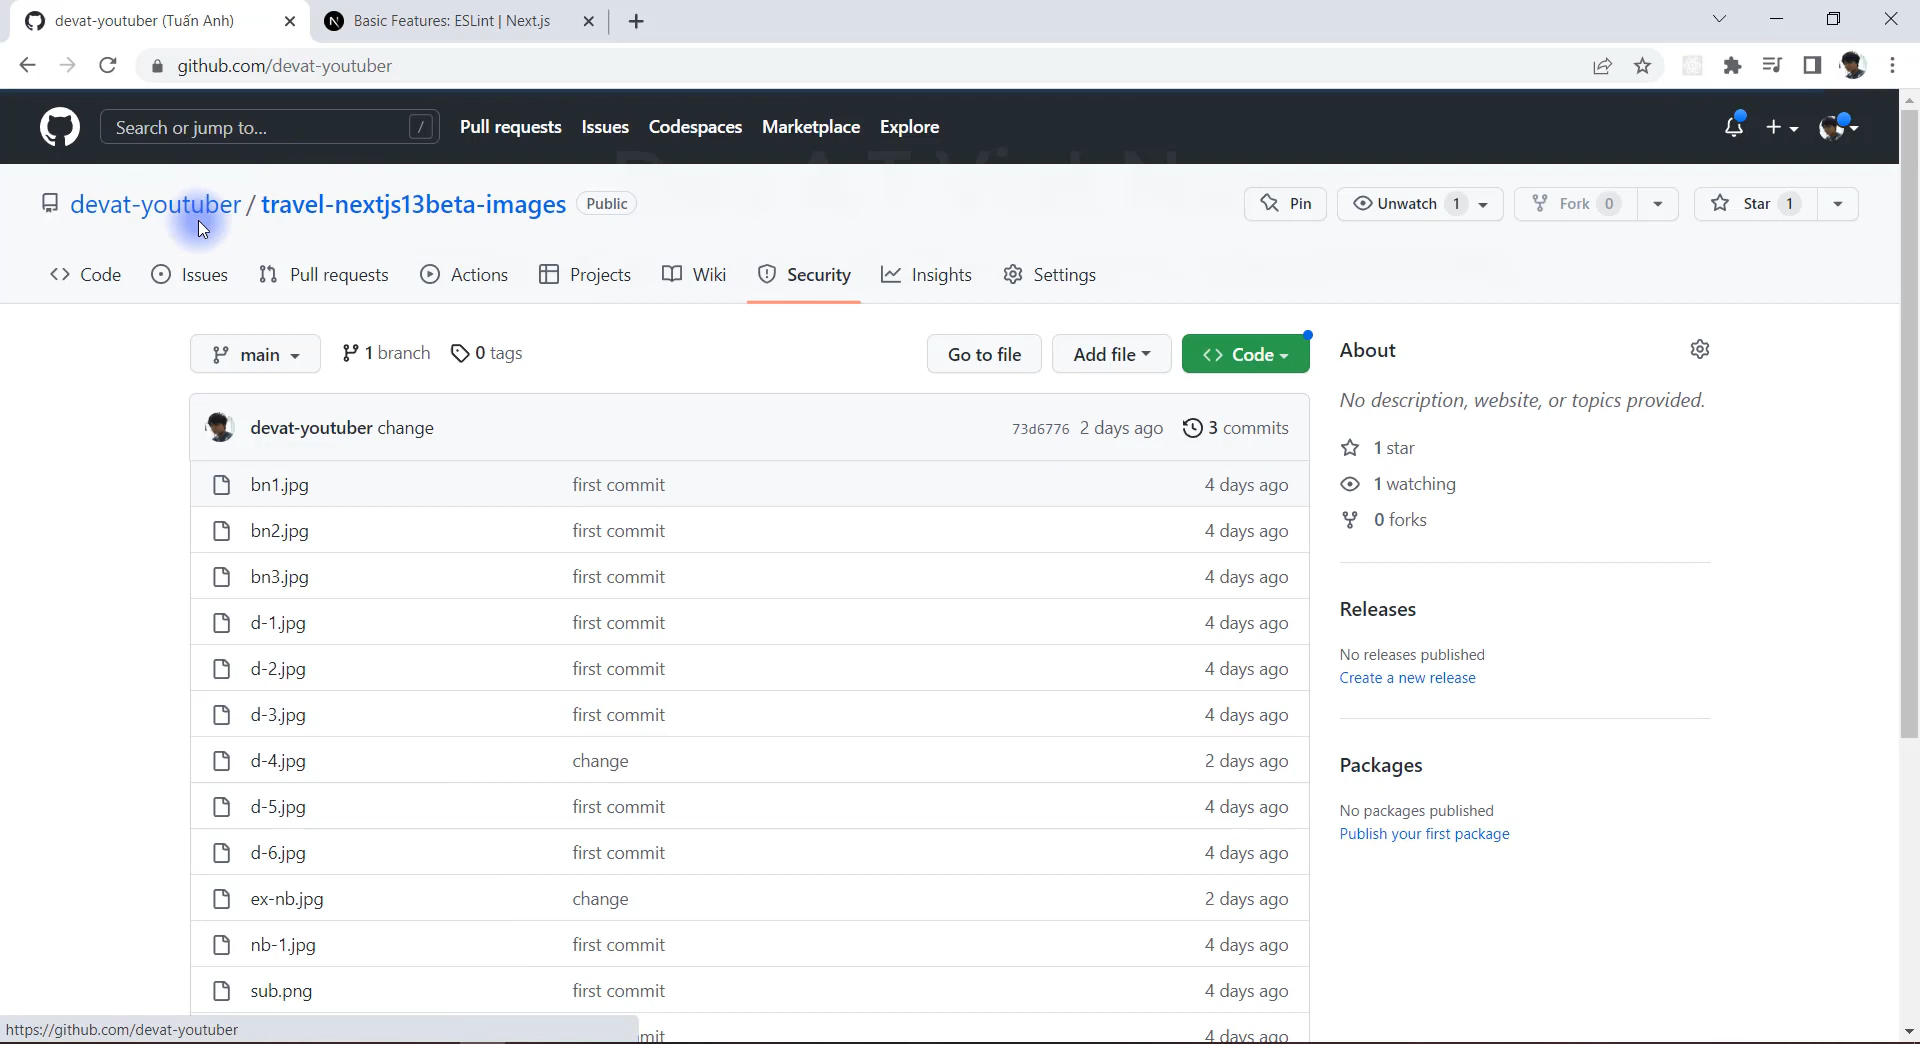 devat-youtuber (Tuấn Anh)
Basic Features: ESLint | Next.js
github.com/devat-youtuber
Search or jump to...
/
Pull requests
Issues
Codespaces
Marketplace
Explore
devat-youtuber / travel-nextjs13beta-images
Public
Pin
Unwatch 1
Fork 0
Star 1
Code
Issues
Pull requests
Actions
Projects
Wiki
Security
Insights
Settings
main
1 branch
0 tags
Go to file
Add file
Code
devat-youtuber change
73d6776 2 days ago
3 commits
bn1.jpg first commit 4 days ago
bn2.jpg first commit 4 days ago
bn3.jpg first commit 4 days ago
d-1.jpg first commit 4 days ago
d-2.jpg first commit 4 days ago
d-3.jpg first commit 4 days ago
d-4.jpg change 2 days ago
d-5.jpg first commit 4 days ago
d-6.jpg first commit 4 days ago
ex-nb.jpg change 2 days ago
nb-1.jpg first commit 4 days ago
sub.png first commit 4 days ago
4 days ago
About
No description, website, or topics provided.
1 star
1 watching
0 forks
Releases
No releases published
Create a new release
Packages
No packages published
Publish your first package
https://github.com/devat-youtuber